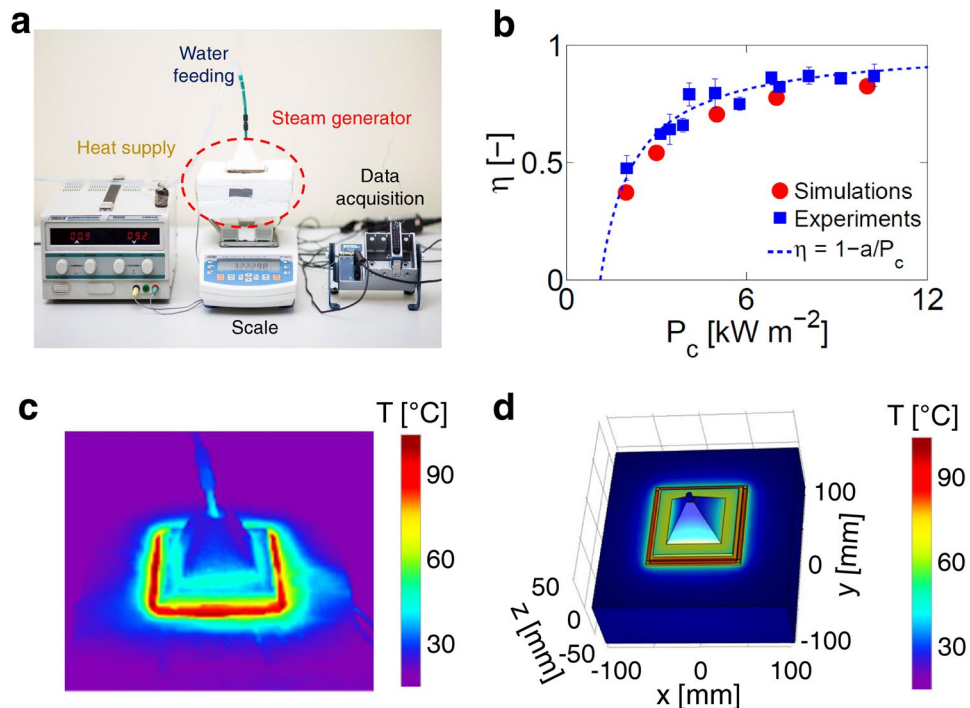 a
Water
feeding
Steam generator
Heat supply
Data
acquisition
Scale
b
η [−]
1
0.5
0
Simulations
Experiments
η = 1−a/P_c
0
6
12
P_c [kW m⁻²]
c
T [°C]
90
60
30
d
T [°C]
90
60
30
50
0
-50
z [mm]
-100
0
100
x [mm]
100
0
-100
y [mm]